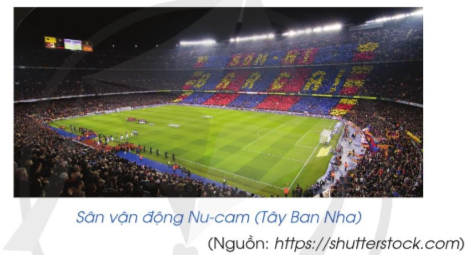 Sân vận động Nu-cam (Tây Ban Nha)
(Nguồn: https://shutterstock.com)